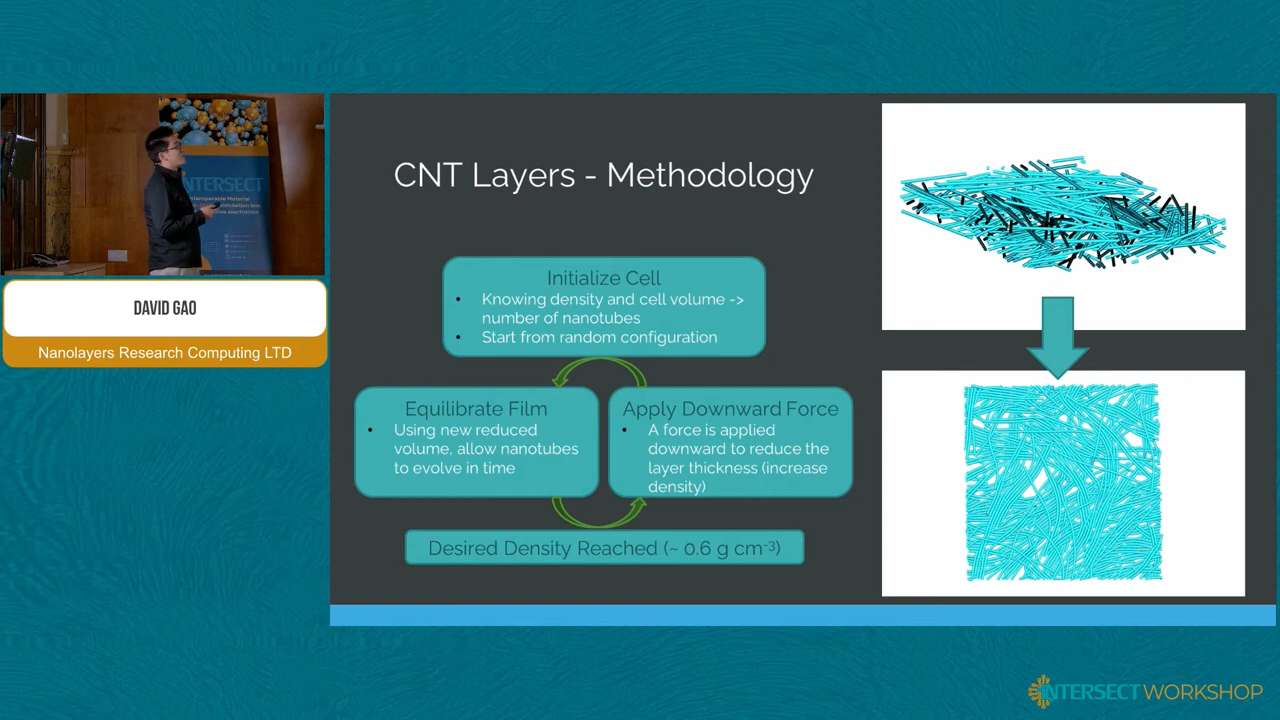 NTERSECT
CNT Layers - Methodology
Initialize Cell
• Knowing density and cell volume ->
number of nanotubes
• Start from random configuration
Equilibrate Film
• Using new reduced
volume, allow nanotubes
to evolve in time
Apply Downward Force
• A force is applied
downward to reduce the
layer thickness (increase
density)
Desired Density Reached (~ 0.6 g cm⁻³)
DAVID GAO
Nanolayers Research Computing LTD
INTERSECT WORKSHOP